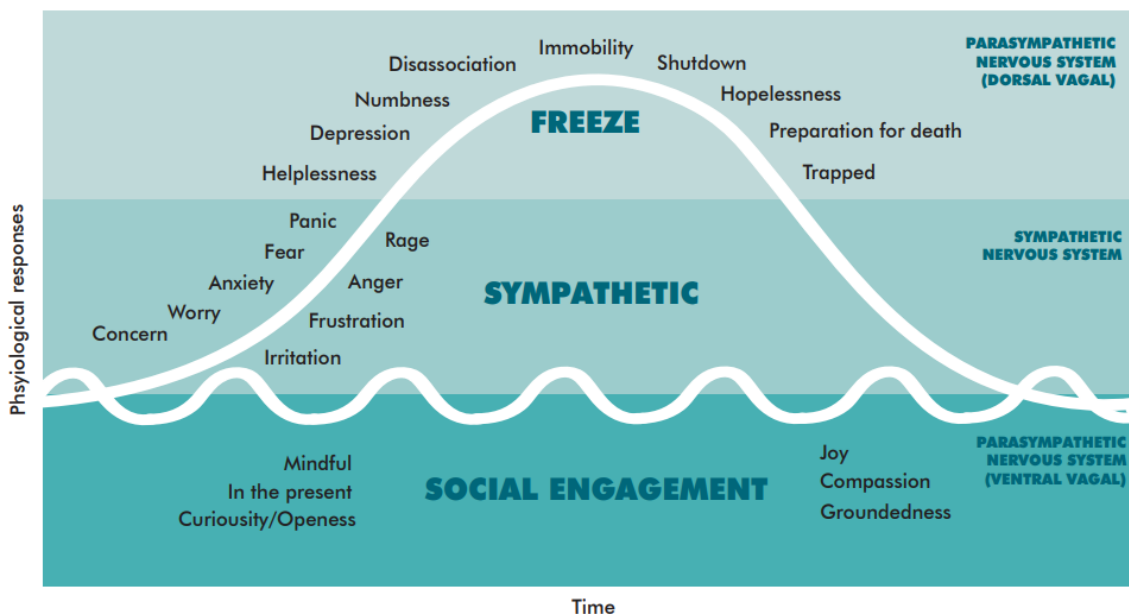 Immobility
Disassociation
Shutdown
Numbness
Hopelessness
Depression
FREEZE
Preparation for death
Helplessness
Trapped
PARASYMPATHETIC
NERVOUS SYSTEM
(DORSAL VAGAL)
Phsyiological responses
Panic
Rage
Fear
Anxiety
Anger
Worry
Frustration
Concern
Irritation
SYMPATHETIC
SYMPATHETIC
NERVOUS SYSTEM
Mindful
In the present
Curiousity/Openess
SOCIAL ENGAGEMENT
Joy
Compassion
Groundedness
PARASYMPATHETIC
NERVOUS SYSTEM
(VENTRAL VAGAL)
Time